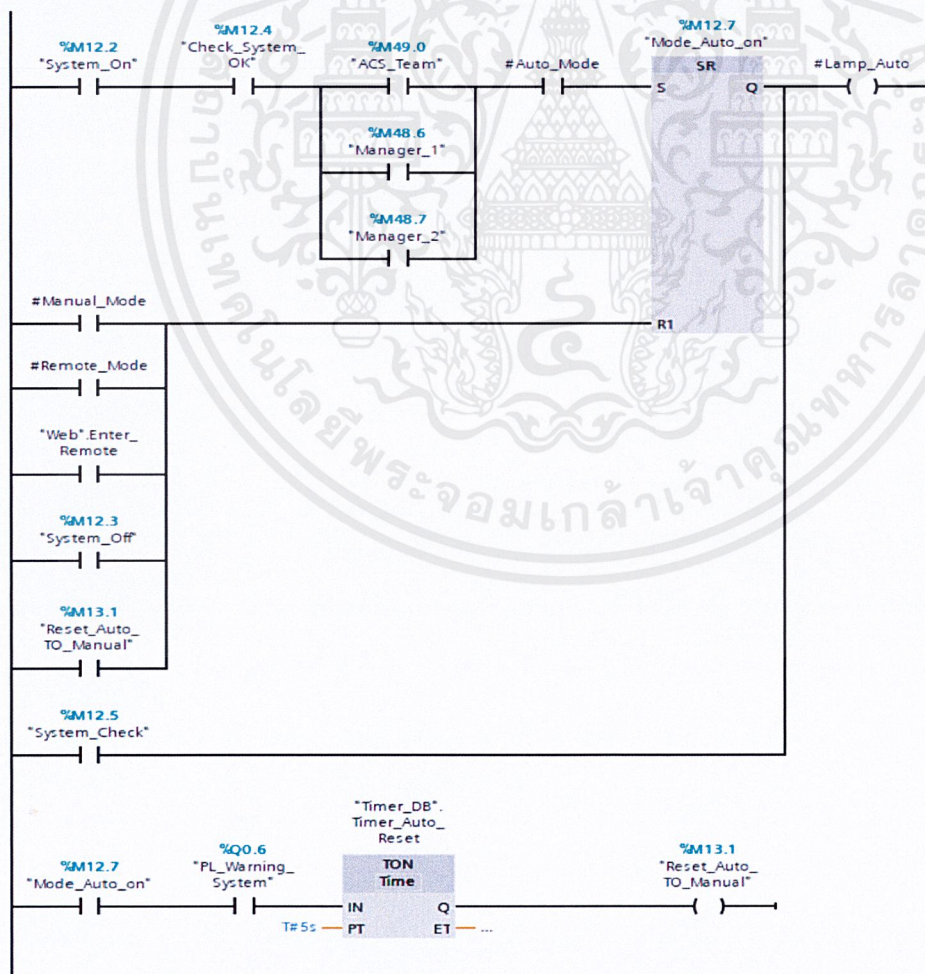 %M12.2
"System_On"
%M12.4
"Check_System_
OK"
%M49.0
"ACS_Team"
#Auto_Mode
%M12.7
"Mode_Auto_on"
SR
S
Q
#Lamp_Auto
%M48.6
"Manager_1"
%M48.7
"Manager_2"
#Manual_Mode
R1
#Remote_Mode
"Web".Enter_
Remote
%M12.3
"System_Off"
%M13.1
"Reset_Auto_
TO_Manual"
%M12.5
"System_Check"
"Timer_DB".
Timer_Auto_
Reset
%M12.7
"Mode_Auto_on"
%Q0.6
"PL_Warning_
System"
TON
Time
IN
Q
T#5s
PT
ET
...
%M13.1
"Reset_Auto_
TO_Manual"